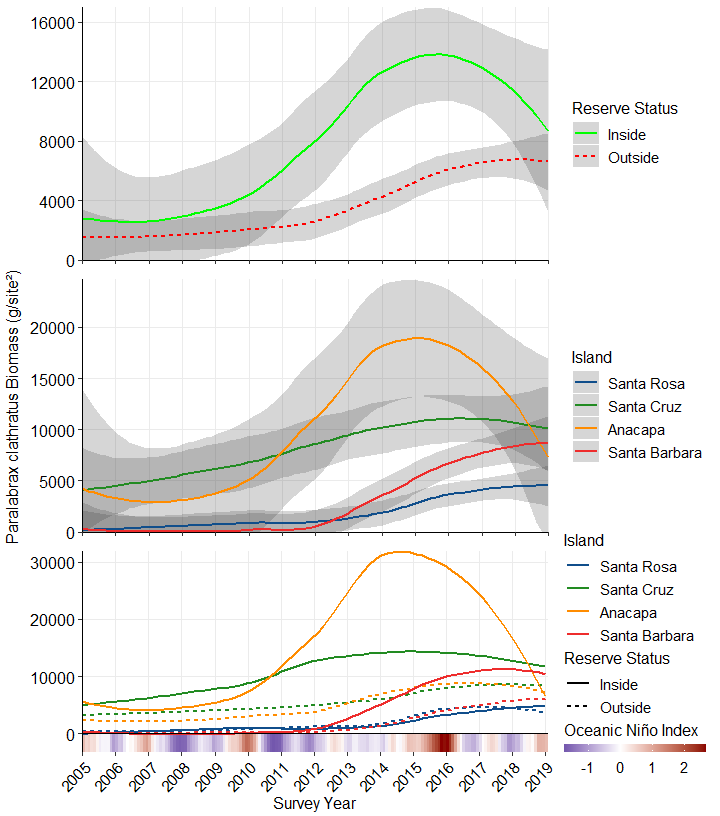 Paralabrax clathratus Biomass (g/site²)
16000
12000
8000
4000
0
Reserve Status
Inside
Outside
20000
15000
10000
5000
0
Island
Santa Rosa
Santa Cruz
Anacapa
Santa Barbara
30000
20000
10000
0
Island
Santa Rosa
Santa Cruz
Anacapa
Santa Barbara
Reserve Status
Inside
Outside
Oceanic Niño Index
-1 0 1 2
2005 2006 2007 2008 2009 2010 2011 2012 2013 2014 2015 2016 2017 2018 2019
Survey Year